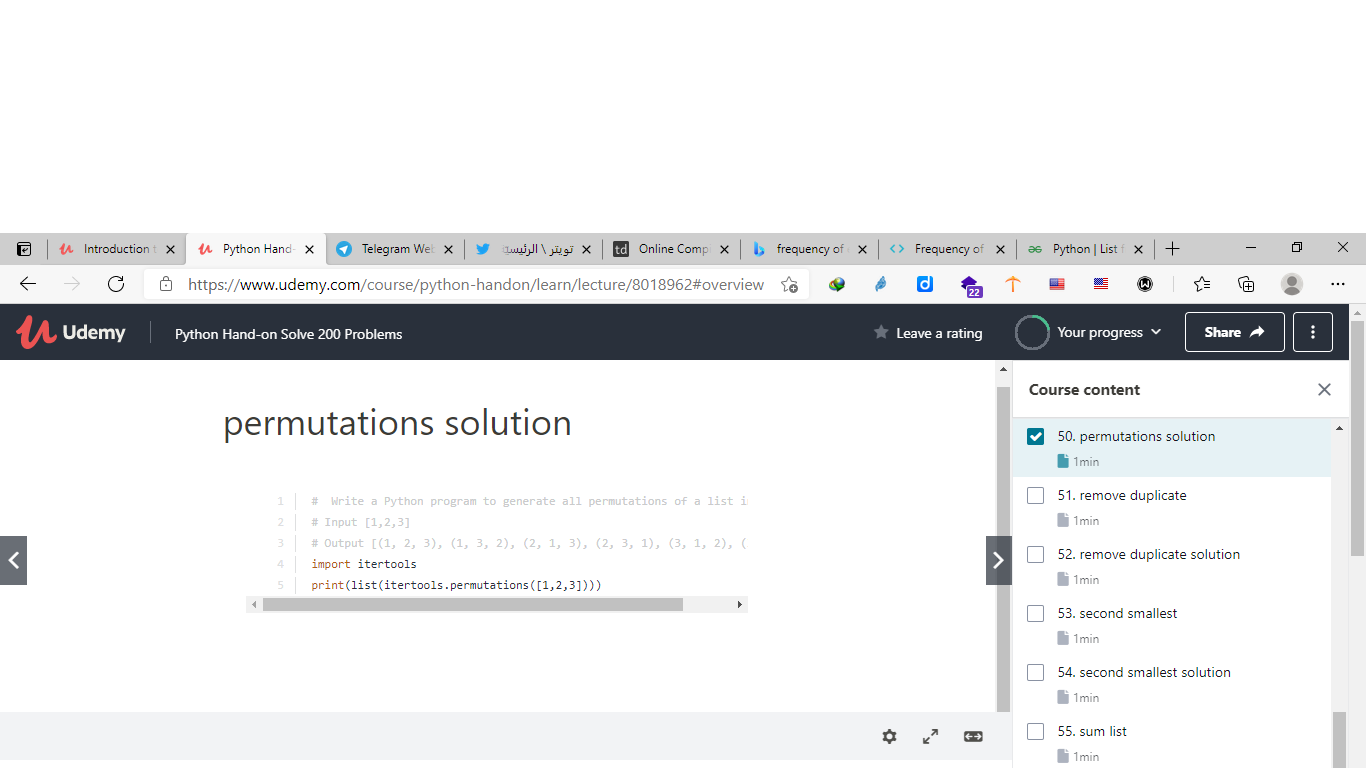 Introduction t
Python Hand-
Telegram Web
تويتر \ الرئيسية
td Online Comp
frequency of
Frequency of
Python | List f
https://www.udemy.com/course/python-handon/learn/lecture/8018962#overview
22
Udemy
Python Hand-on Solve 200 Problems
Leave a rating
Your progress
Share
permutations solution
1 # Write a Python program to generate all permutations of a list i
2 # Input [1,2,3]
3 # Output [(1, 2, 3), (1, 3, 2), (2, 1, 3), (2, 3, 1), (3, 1, 2), (
4 import itertools
5 print(list(itertools.permutations([1,2,3])))
Course content
50. permutations solution
1min
51. remove duplicate
1min
52. remove duplicate solution
1min
53. second smallest
1min
54. second smallest solution
1min
55. sum list
1min